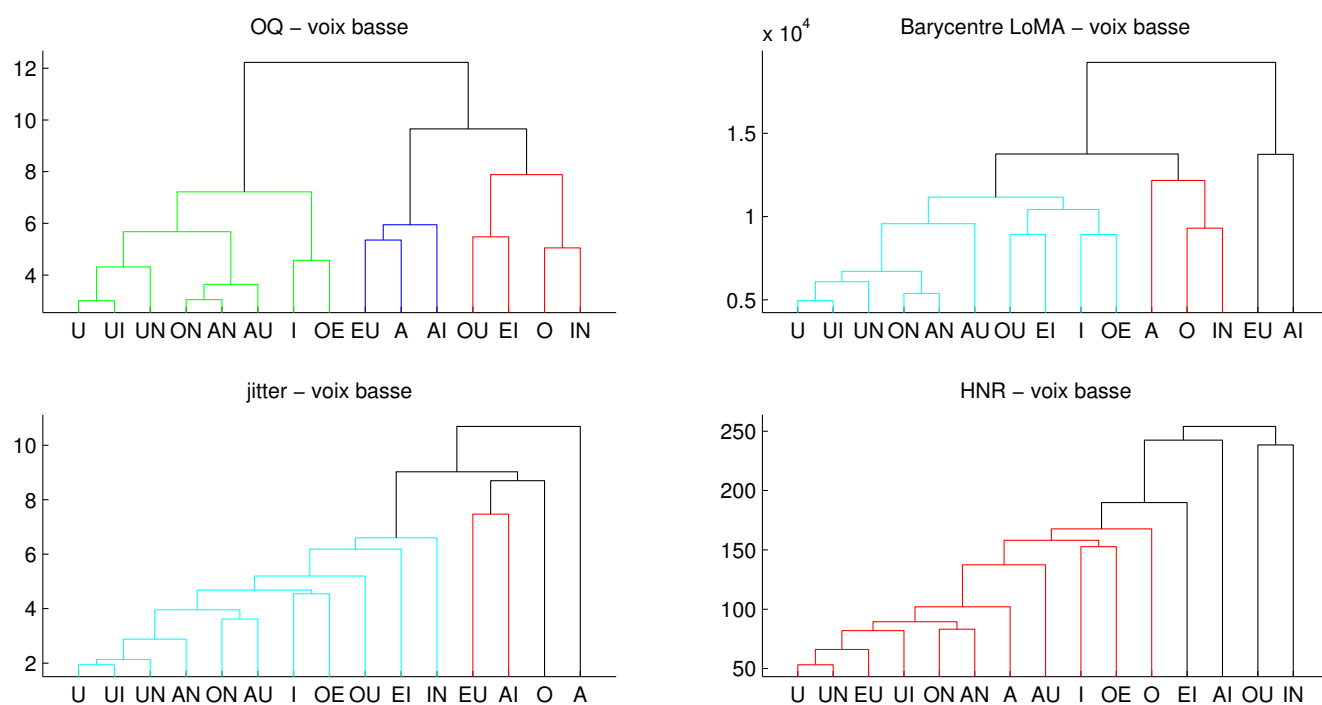 OQ – voix basse
12
10
8
6
4
U UI UN ON AN AU I OE EU A AI OU EI O IN
Barycentre LoMA – voix basse
x 10⁴
1.5
1
0.5
U UI UN ON AN AU OU EI I OE A O IN EU AI
jitter – voix basse
10
8
6
4
2
U UI UN AN ON AU I OE OU EI IN EU AI O A
HNR – voix basse
250
200
150
100
50
U UN EU UI ON AN A AU I OE O EI AI OU IN